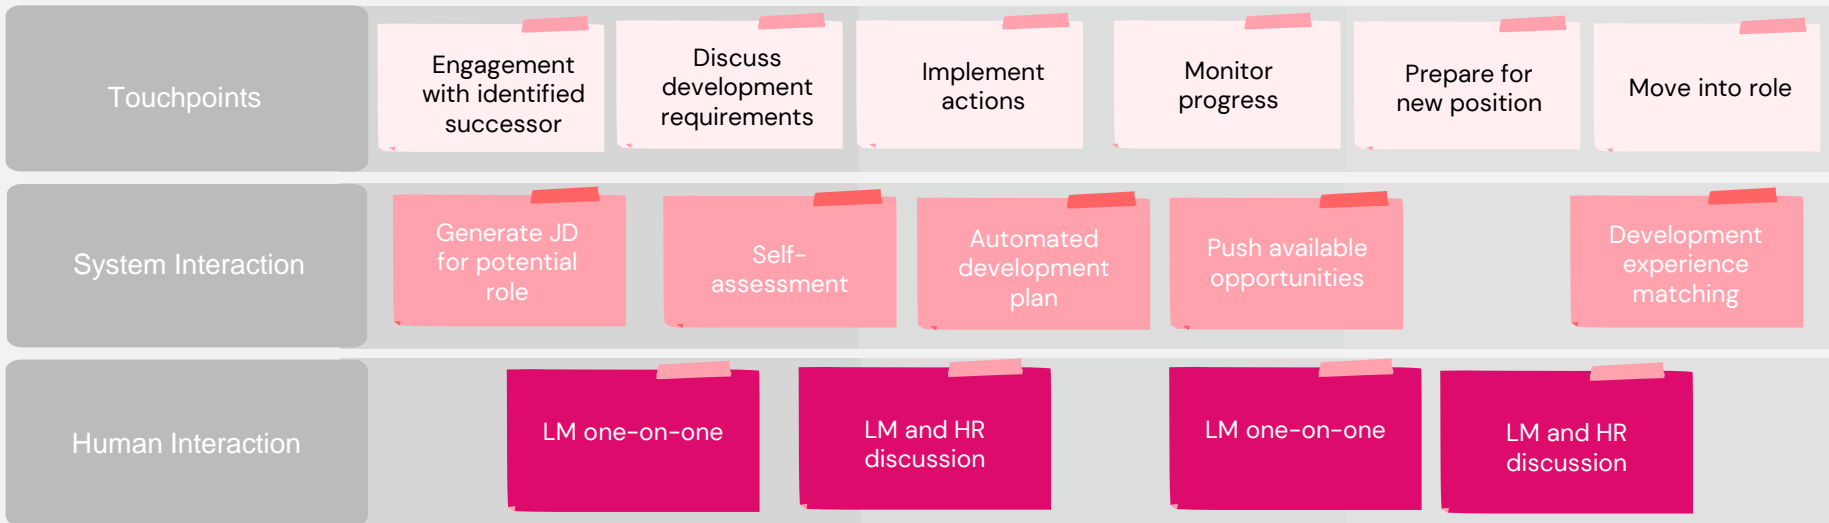 Touchpoints
Engagement
with identified
successor
Discuss
development
requirements
Implement
actions
Monitor
progress
Prepare for
new position
Move into role
System Interaction
Generate JD
for potential
role
Self-
assessment
Automated
development
plan
Push available
opportunities
Development
experience
matching
Human Interaction
LM one-on-one
LM and HR
discussion
LM one-on-one
LM and HR
discussion